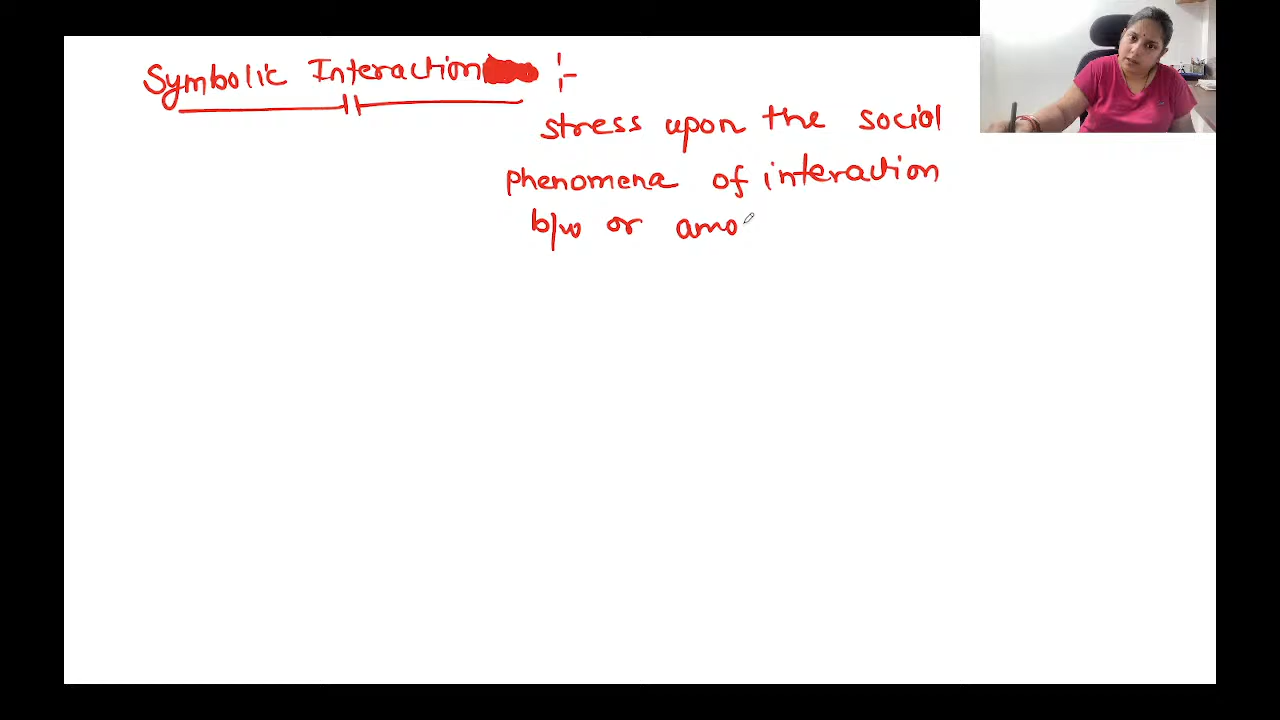 Symbolic Interaction :-
stress upon the social
phenomena of interaction
b/w or amo